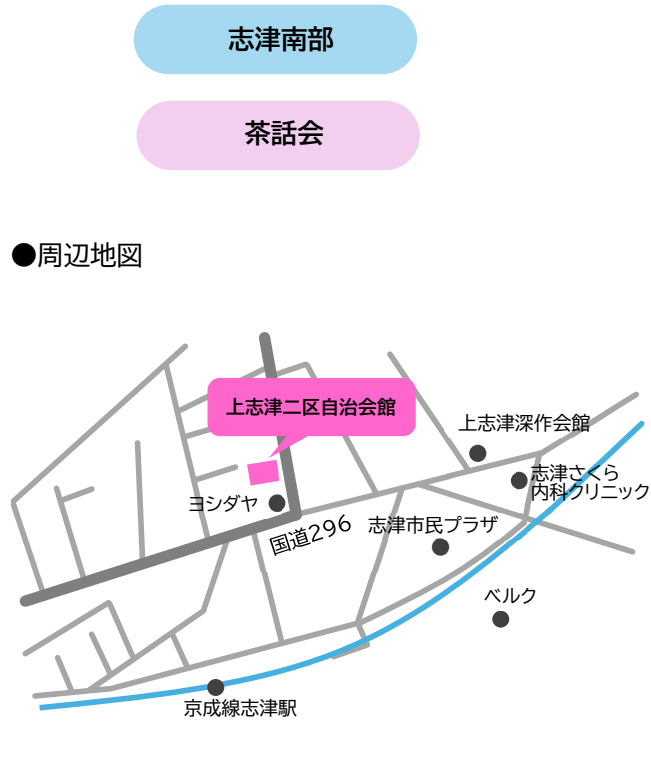 志津南部
茶話会
●周辺地図
上志津二区自治会館
上志津深作会館
志津さくら
内科クリニック
ヨシダヤ
国道296
志津市民プラザ
ベルク
京成線志津駅